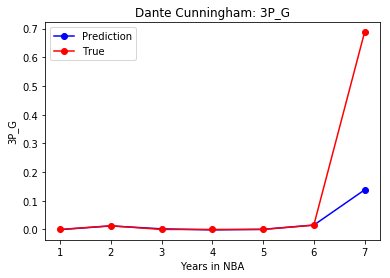 Dante Cunningham: 3P_G
Prediction
True
3P_G
0.7
0.6
0.5
0.4
0.3
0.2
0.1
0.0
1 2 3 4 5 6 7
Years in NBA